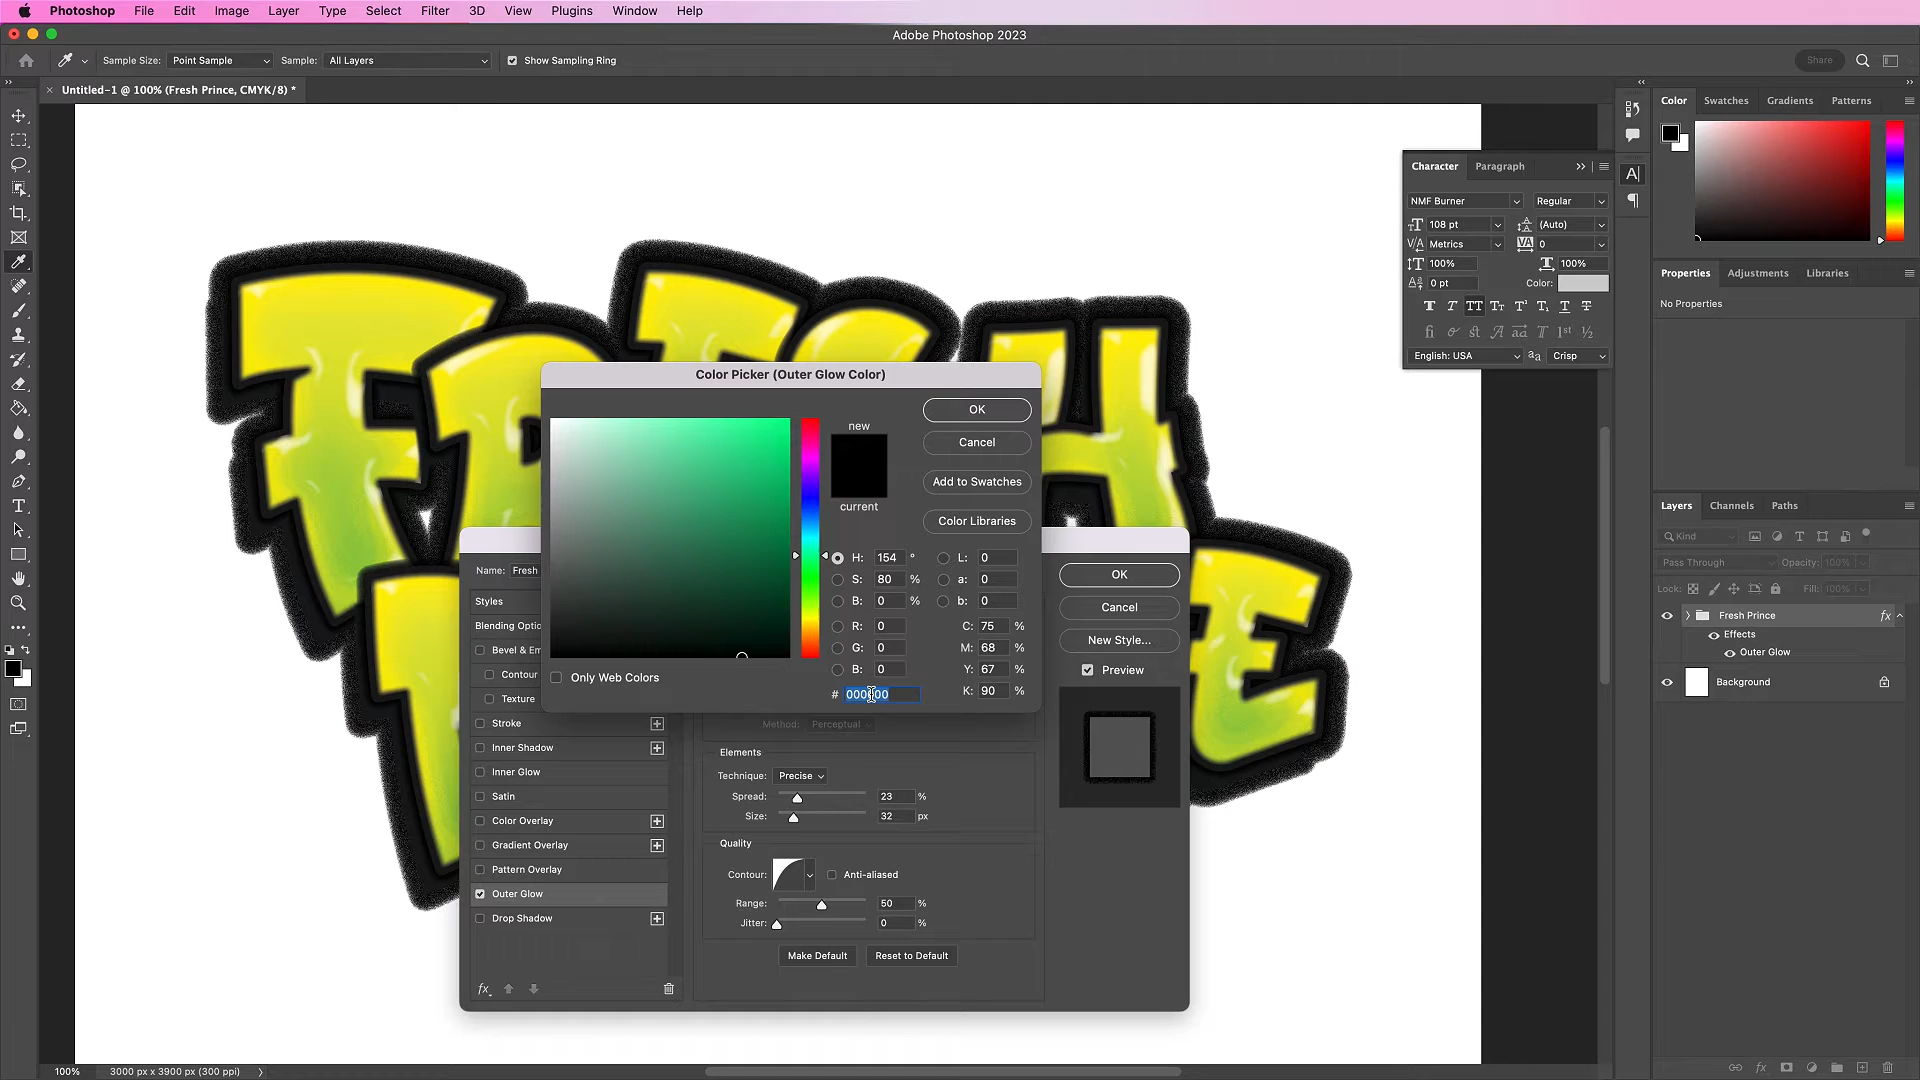 Photoshop File Edit Image Layer Type Select Filter 3D View Plugins Window Help
Adobe Photoshop 2023
Sample Size: Point Sample Sample: All Layers Show Sampling Ring Share
Untitled-1 @ 100% (Fresh Prince, CMYK/8) *
Color Swatches Gradients Patterns
Character Paragraph
NMF Burner Regular
108 pt (Auto)
Metrics 0
100% 100%
0 pt Color:
English: USA Crisp
Properties Adjustments Libraries
No Properties
Layers Channels Paths
Kind
Pass Through Opacity: 100%
Lock: Fill: 100%
Fresh Prince fx
Effects
Outer Glow
Background
Color Picker (Outer Glow Color)
new
current
OK
Cancel
Add to Swatches
Color Libraries
H: 154 ° L: 0
S: 80 % a: 0
B: 0 % b: 0
R: 0 C: 75 %
G: 0 M: 68 %
B: 0 Y: 67 %
# 000000 K: 90 %
Only Web Colors
Name: Fresh
Styles
Blending Optio
Bevel & Em
Contour
Texture
Stroke
Inner Shadow
Inner Glow
Satin
Color Overlay
Gradient Overlay
Pattern Overlay
Outer Glow
Drop Shadow
fx
Method: Perceptual
Elements
Technique: Precise
Spread: 23 %
Size: 32 px
Quality
Contour: Anti-aliased
Range: 50 %
Jitter: 0 %
Make Default Reset to Default
OK
Cancel
New Style...
Preview
100% 3000 px x 3900 px (300 ppi)